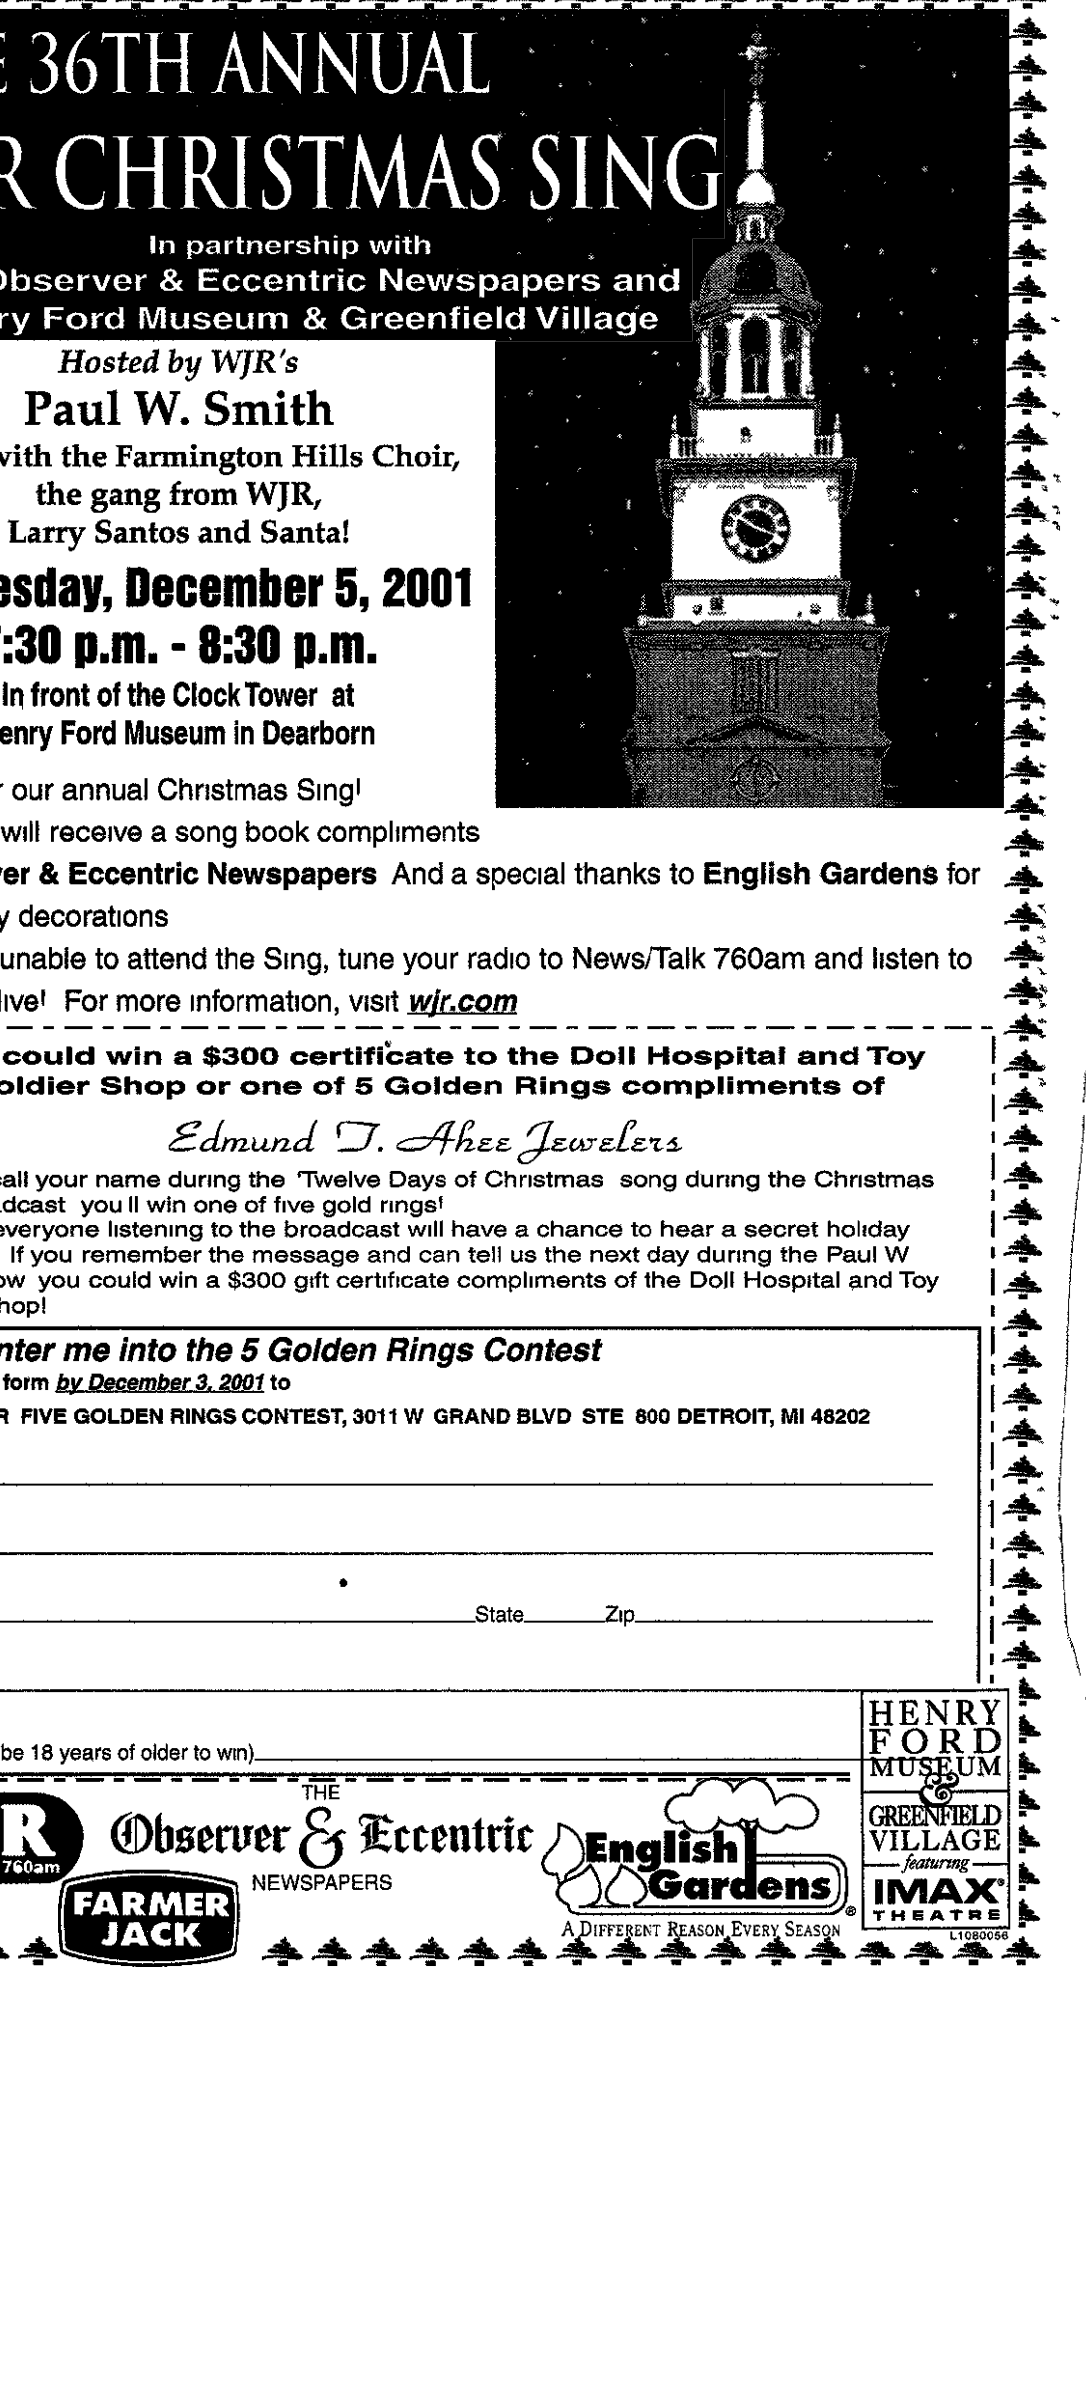 E 36TH ANNUAL
R CHRISTMAS SING
In partnership with
Observer & Eccentric Newspapers and
ry Ford Museum & Greenfield Village
Hosted by WJR's
Paul W. Smith
with the Farmington Hills Choir,
the gang from WJR,
Larry Santos and Santa!
esday, December 5, 2001
:30 p.m. - 8:30 p.m.
In front of the Clock Tower at
enry Ford Museum in Dearborn
r our annual Christmas Sing!
will receive a song book compliments
ver & Eccentric Newspapers And a special thanks to English Gardens for
y decorations
unable to attend the Sing, tune your radio to News/Talk 760am and listen to
live! For more information, visit wjr.com
could win a $300 certificate to the Doll Hospital and Toy
oldier Shop or one of 5 Golden Rings compliments of
Edmund T. Ahee Jewelers
call your name during the 'Twelve Days of Christmas song during the Christmas
adcast you ll win one of five gold rings!
everyone listening to the broadcast will have a chance to hear a secret holiday
If you remember the message and can tell us the next day during the Paul W
ow you could win a $300 gift certificate compliments of the Doll Hospital and Toy
hop!
nter me into the 5 Golden Rings Contest
form by December 3, 2001 to
R FIVE GOLDEN RINGS CONTEST, 3011 W GRAND BLVD STE 800 DETROIT, MI 48202
State Zip
be 18 years of older to win)
R
760am
THE
Observer & Eccentric
NEWSPAPERS
FARMER
JACK
English
Gardens
®
A DIFFERENT REASON EVERY SEASON
HENRY
FORD
MUSEUM
&
GREENFIELD
VILLAGE
featuring
IMAX®
THEATRE
L1080056